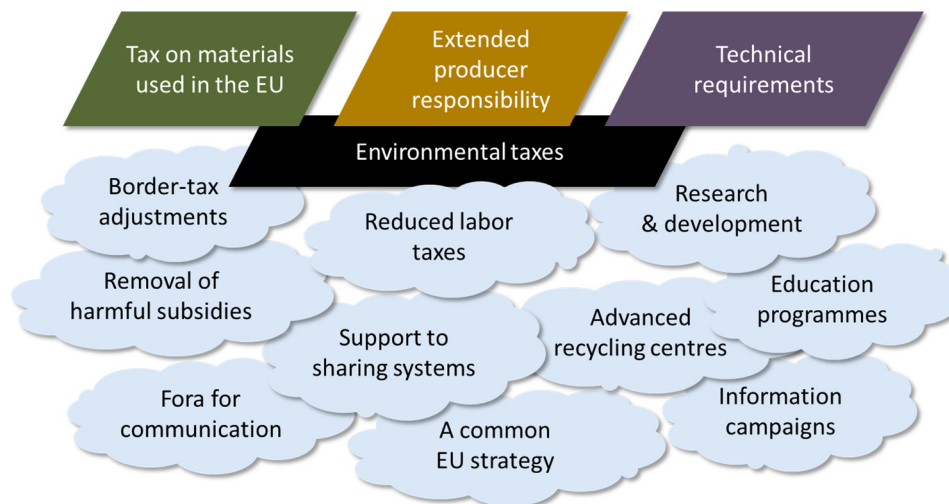 Tax on materials
used in the EU
Extended
producer
responsibility
Technical
requirements
Environmental taxes
Border-tax
adjustments
Reduced labor
taxes
Research
& development
Removal of
harmful subsidies
Support to
sharing systems
Advanced
recycling centres
Education
programmes
Fora for
communication
A common
EU strategy
Information
campaigns